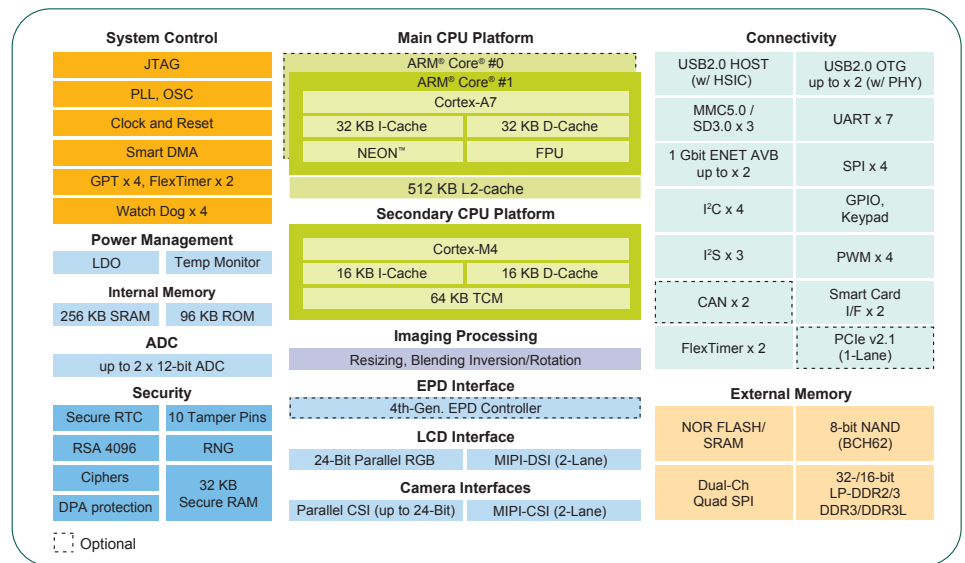 System Control
JTAG
PLL, OSC
Clock and Reset
Smart DMA
GPT x 4, FlexTimer x 2
Watch Dog x 4
Power Management
LDO
Temp Monitor
Internal Memory
256 KB SRAM
96 KB ROM
ADC
up to 2 x 12-bit ADC
Security
Secure RTC
10 Tamper Pins
RSA 4096
RNG
Ciphers
DPA protection
32 KB
Secure RAM
Optional
Main CPU Platform
ARM® Core® #0
ARM® Core® #1
Cortex-A7
32 KB I-Cache
32 KB D-Cache
NEON™
FPU
512 KB L2-cache
Secondary CPU Platform
Cortex-M4
16 KB I-Cache
16 KB D-Cache
64 KB TCM
Imaging Processing
Resizing, Blending Inversion/Rotation
EPD Interface
4th-Gen. EPD Controller
LCD Interface
24-Bit Parallel RGB
MIPI-DSI (2-Lane)
Camera Interfaces
Parallel CSI (up to 24-Bit)
MIPI-CSI (2-Lane)
Connectivity
USB2.0 HOST
(w/ HSIC)
USB2.0 OTG
up to x 2 (w/ PHY)
MMC5.0 /
SD3.0 x 3
UART x 7
1 Gbit ENET AVB
up to x 2
SPI x 4
I²C x 4
GPIO,
Keypad
I²S x 3
PWM x 4
CAN x 2
Smart Card
I/F x 2
FlexTimer x 2
PCIe v2.1
(1-Lane)
External Memory
NOR FLASH/
SRAM
8-bit NAND
(BCH62)
Dual-Ch
Quad SPI
32-/16-bit
LP-DDR2/3
DDR3/DDR3L